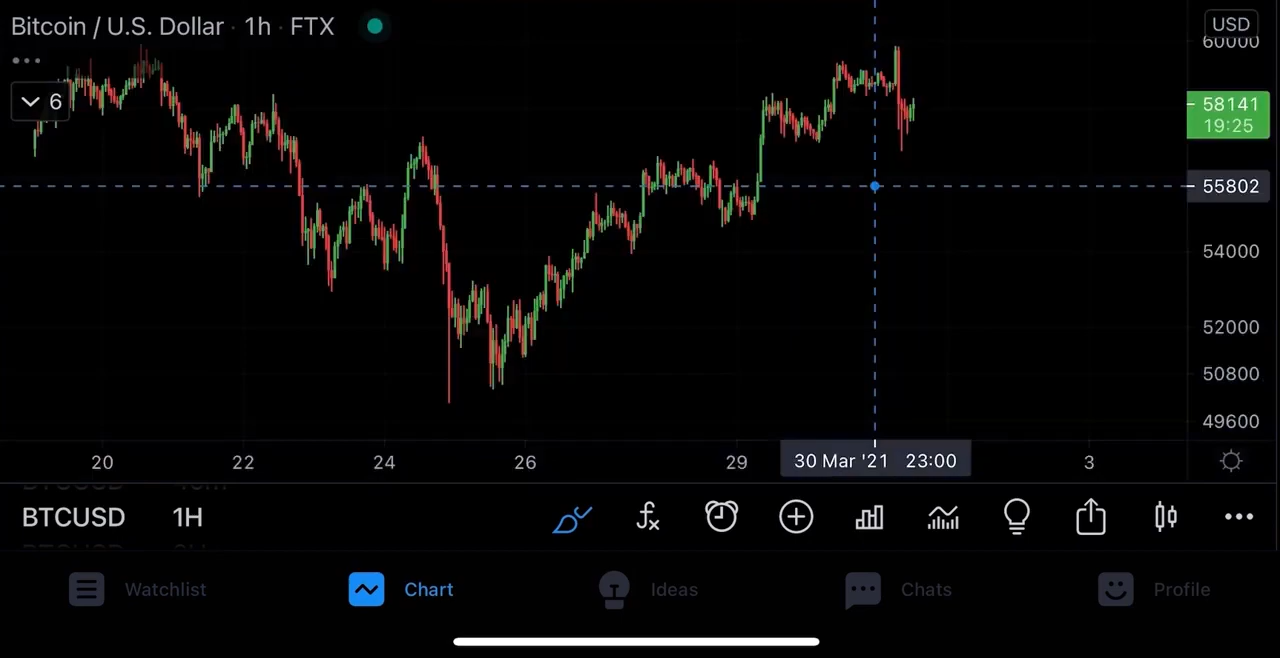 Bitcoin / U.S. Dollar · 1h · FTX
USD
60000
6
58141
19:25
55802
54000
52000
50800
49600
20 22 24 26 29 30 Mar '21 23:00 3
BTCUSD 1H
Watchlist Chart Ideas Chats Profile